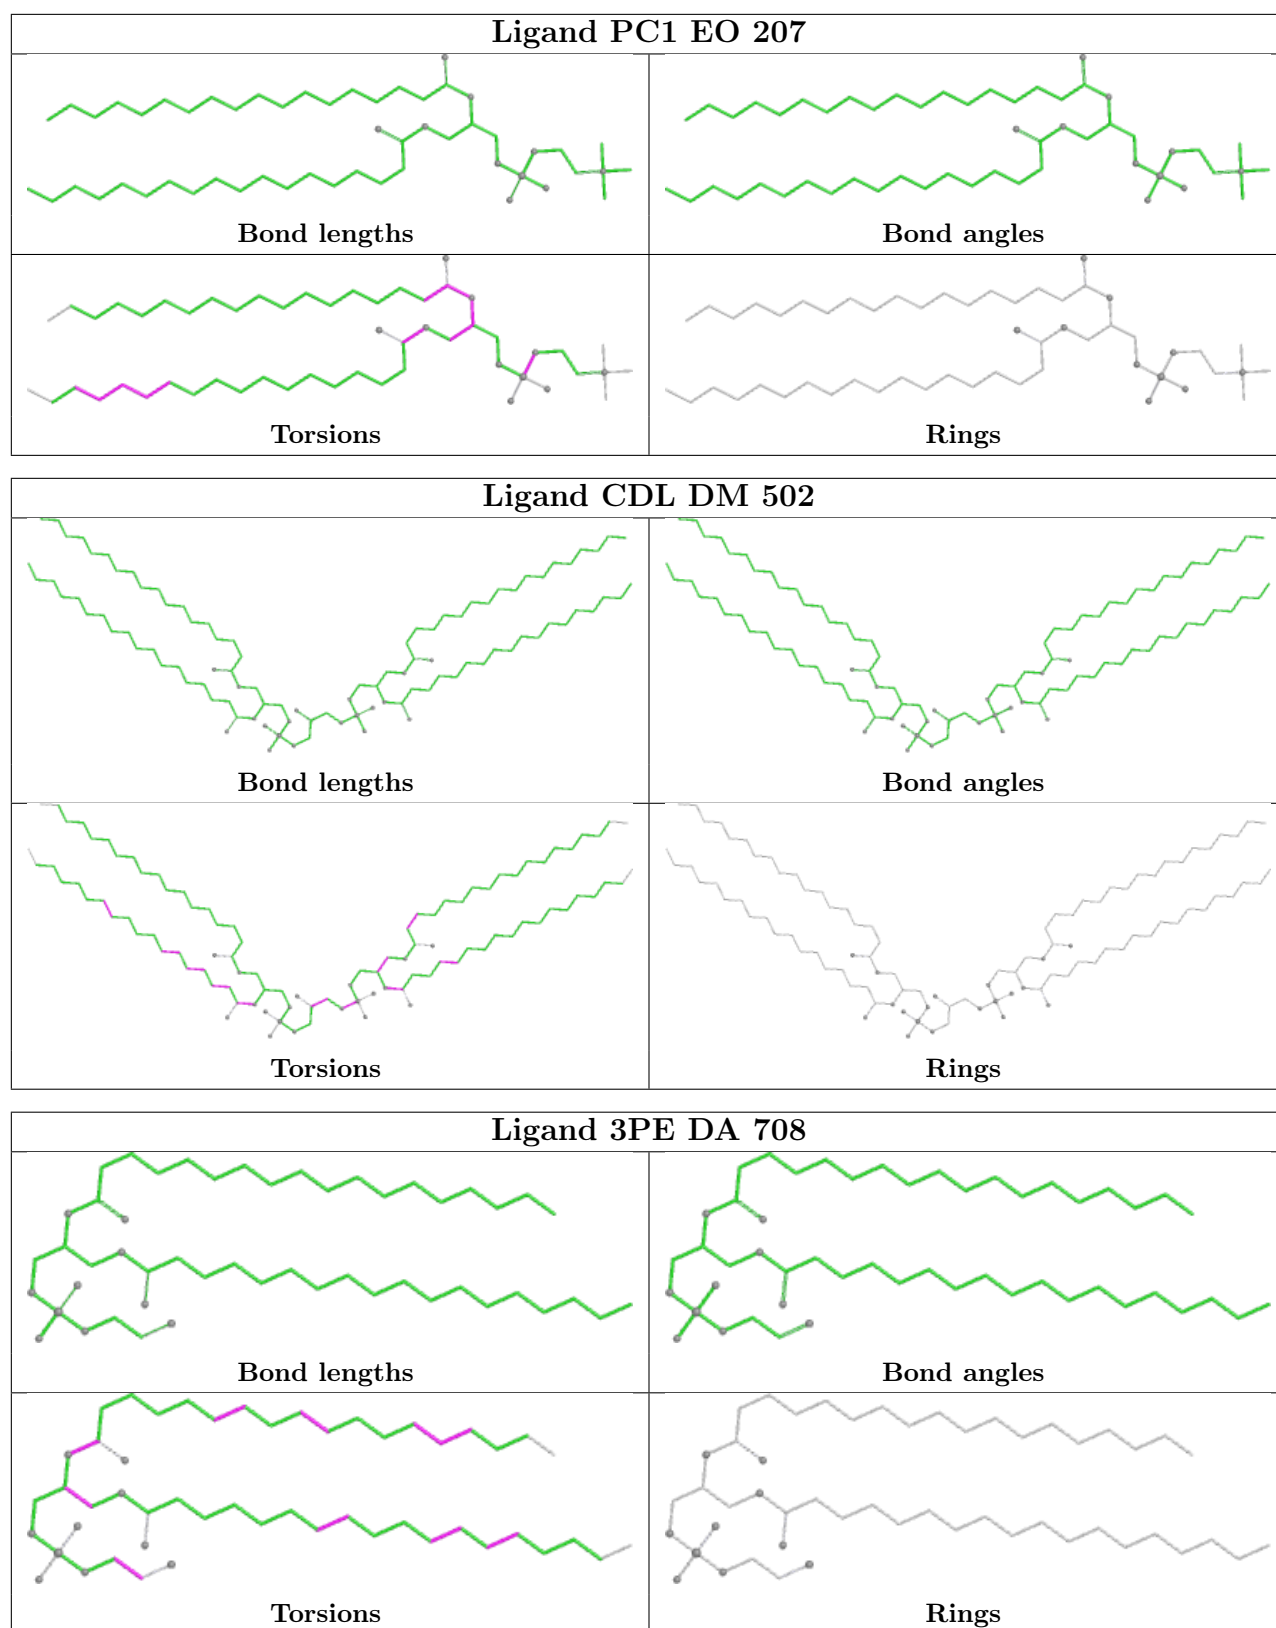 Ligand PC1 EO 207
Bond lengths
Bond angles
Torsions
Rings
Ligand CDL DM 502
Bond lengths
Bond angles
Torsions
Rings
Ligand 3PE DA 708
Bond lengths
Bond angles
Torsions
Rings